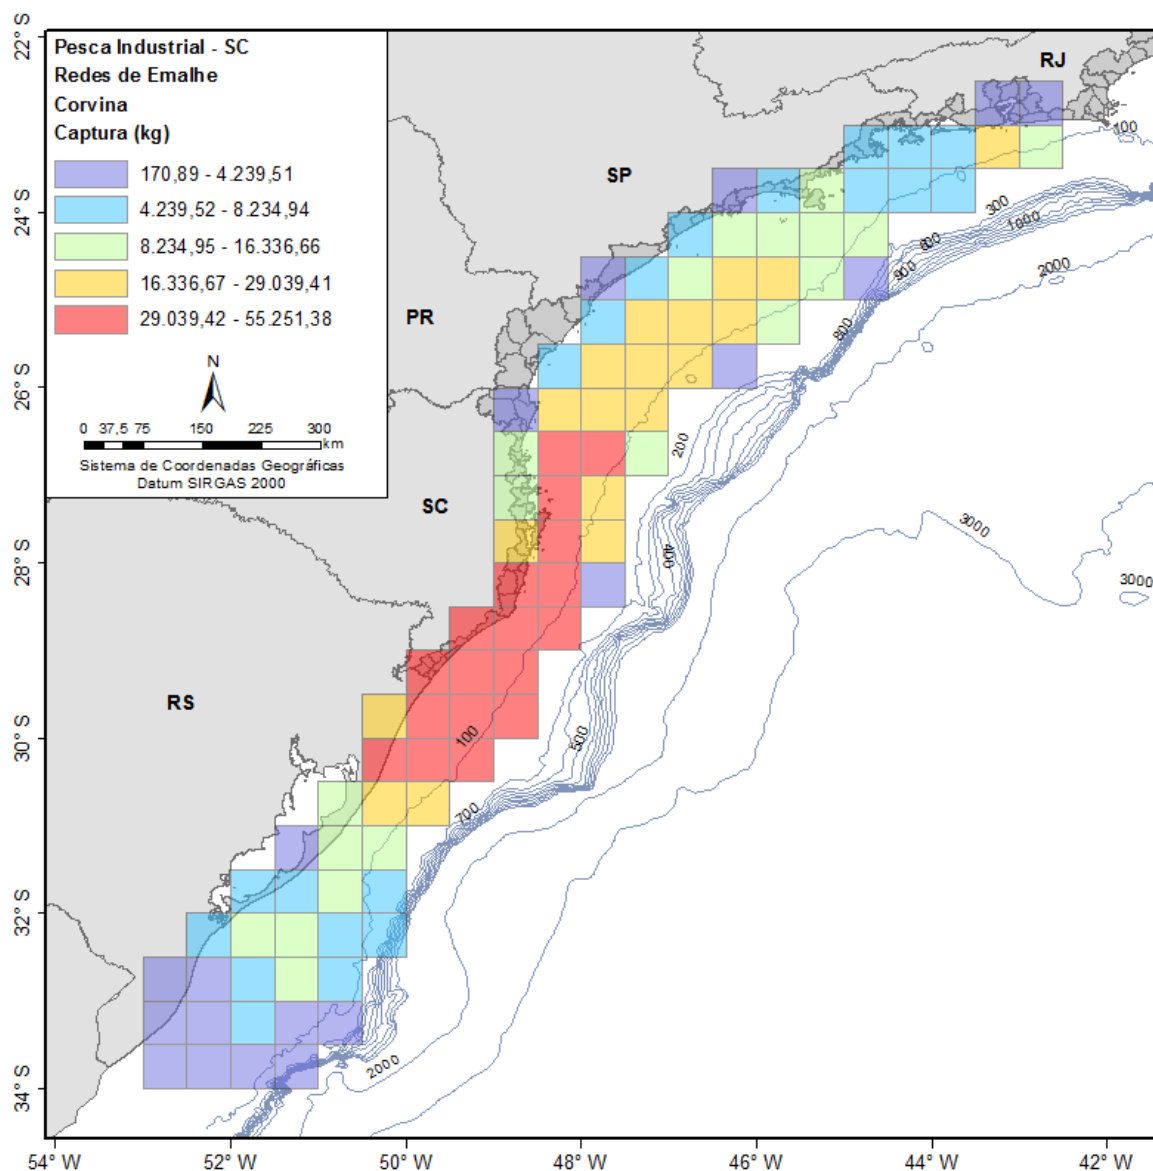 Pesca Industrial - SC
Redes de Emalhe
Corvina
Captura (kg)
170,89 - 4.239,51
4.239,52 - 8.234,94
8.234,95 - 16.336,66
16.336,67 - 29.039,41
29.039,42 - 55.251,38
N
0 37,5 75 150 225 300
km
Sistema de Coordenadas Geográficas
Datum SIRGAS 2000
RJ
SP
PR
SC
RS
100
300
1000
2000
900
800
200
400
3000
3000
500
100
700
2000
22° S
24° S
26° S
28° S
30° S
32° S
34° S
54° W
52° W
50° W
48° W
46° W
44° W
42° W